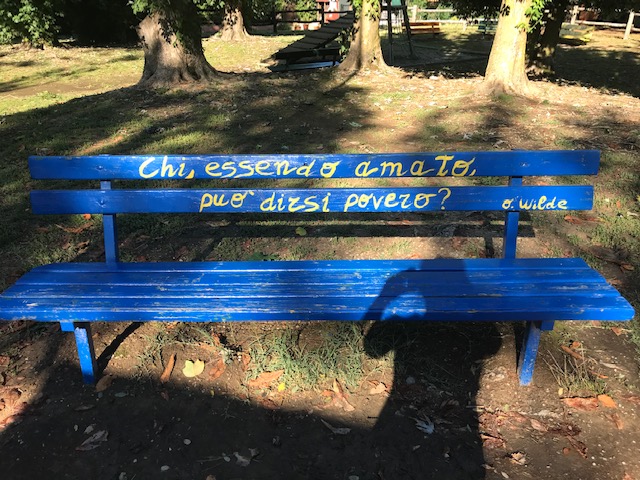 Chi, essendo amato,
può dirsi povero?
O. Wilde